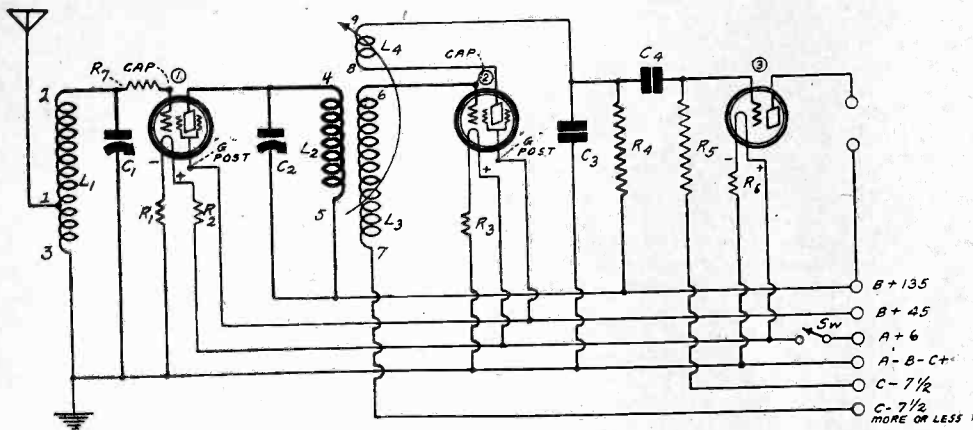 9
L4
8
CAP
2
R7
CAP
1
4
6
2
C4
3
L1
C1
"G"
POST
C2
L2
"G"
POST
C3
R4
R5
R6
1
-
+
-
+
R1
R2
5
R3
L3
3
7
B+135
B+45
SW
A+6
A-B-C+
C-7½
C-7½
MORE OR LESS